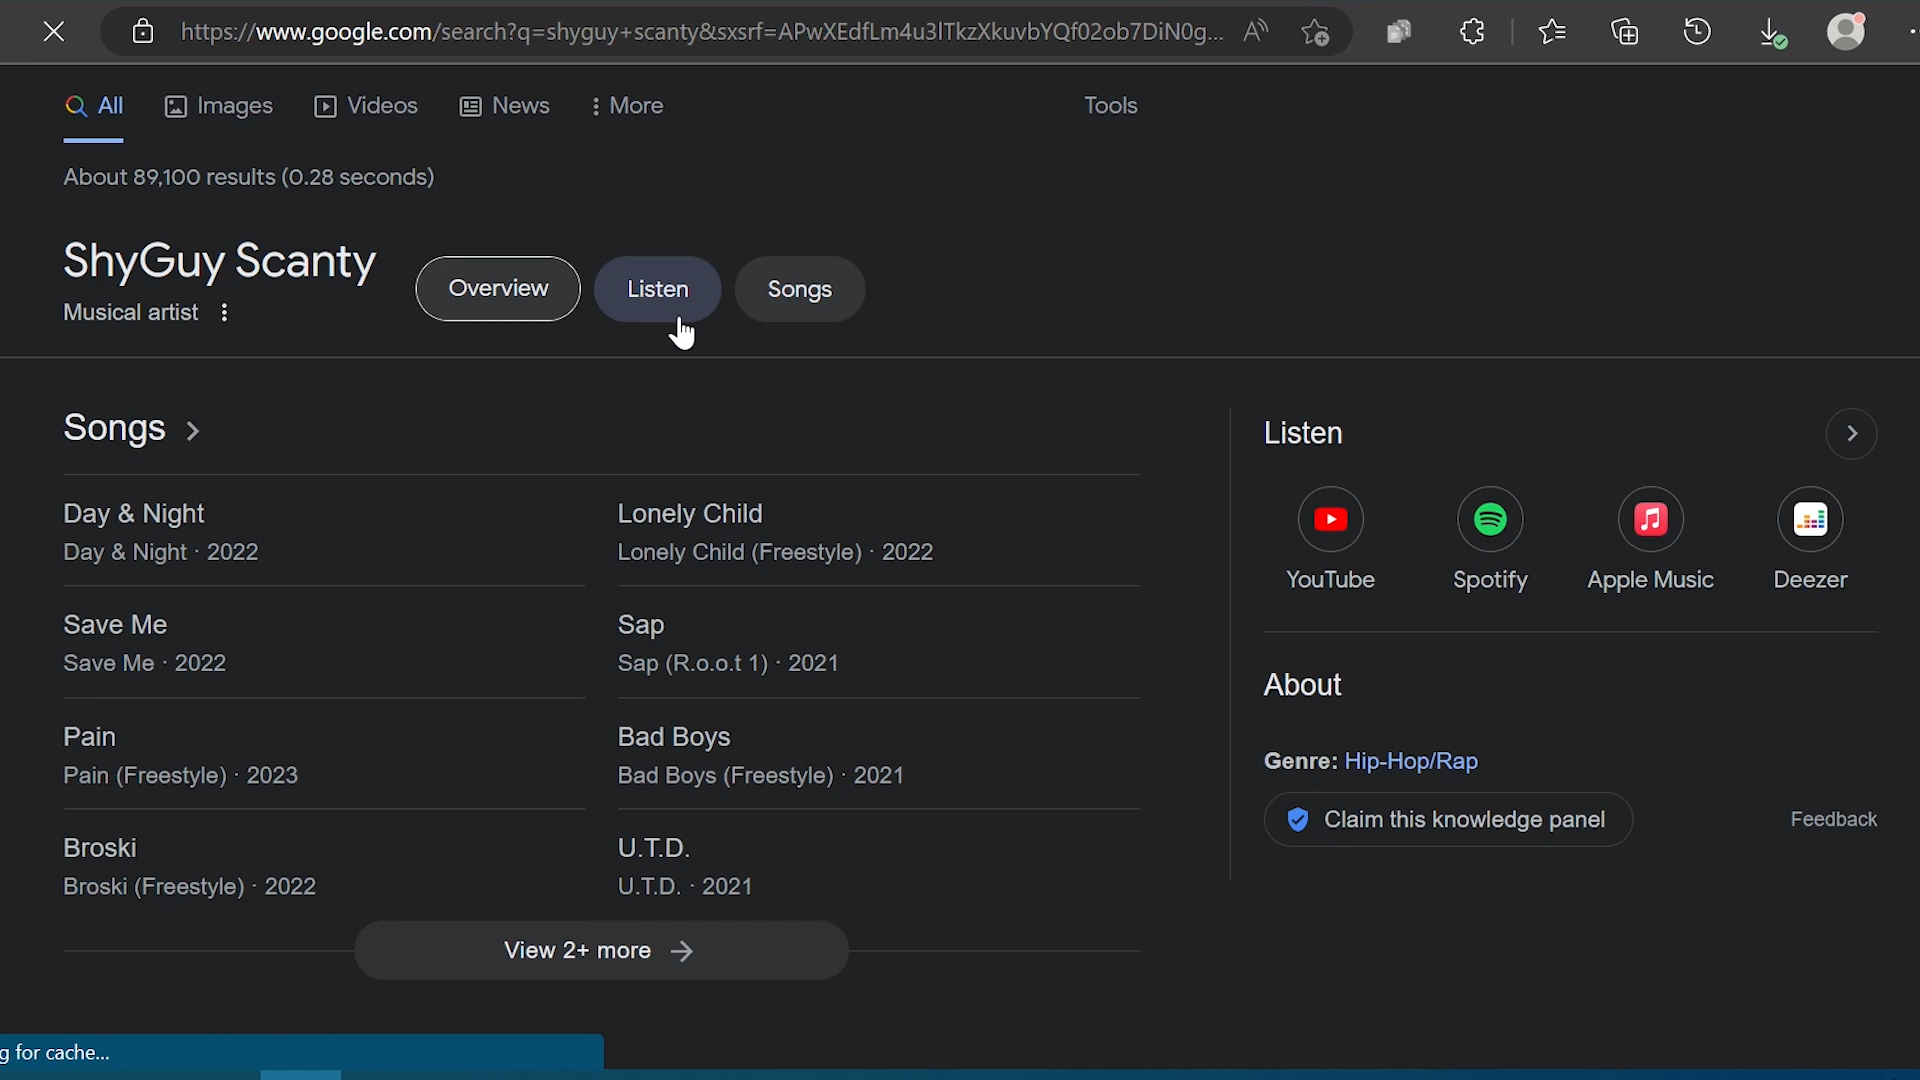 https://www.google.com/search?q=shyguy+scanty&sxsrf=APwXEdfLm4u3lTkzXkuvbYQf02ob7DiN0g...
All Images Videos News More Tools
About 89,100 results (0.28 seconds)
ShyGuy Scanty
Musical artist
Overview Listen Songs
Songs
Day & Night
Day & Night · 2022
Lonely Child
Lonely Child (Freestyle) · 2022
Save Me
Save Me · 2022
Sap
Sap (R.o.o.t 1) · 2021
Pain
Pain (Freestyle) · 2023
Bad Boys
Bad Boys (Freestyle) · 2021
Broski
Broski (Freestyle) · 2022
U.T.D.
U.T.D. · 2021
View 2+ more
Listen
YouTube Spotify Apple Music Deezer
About
Genre: Hip-Hop/Rap
Claim this knowledge panel
Feedback
g for cache...